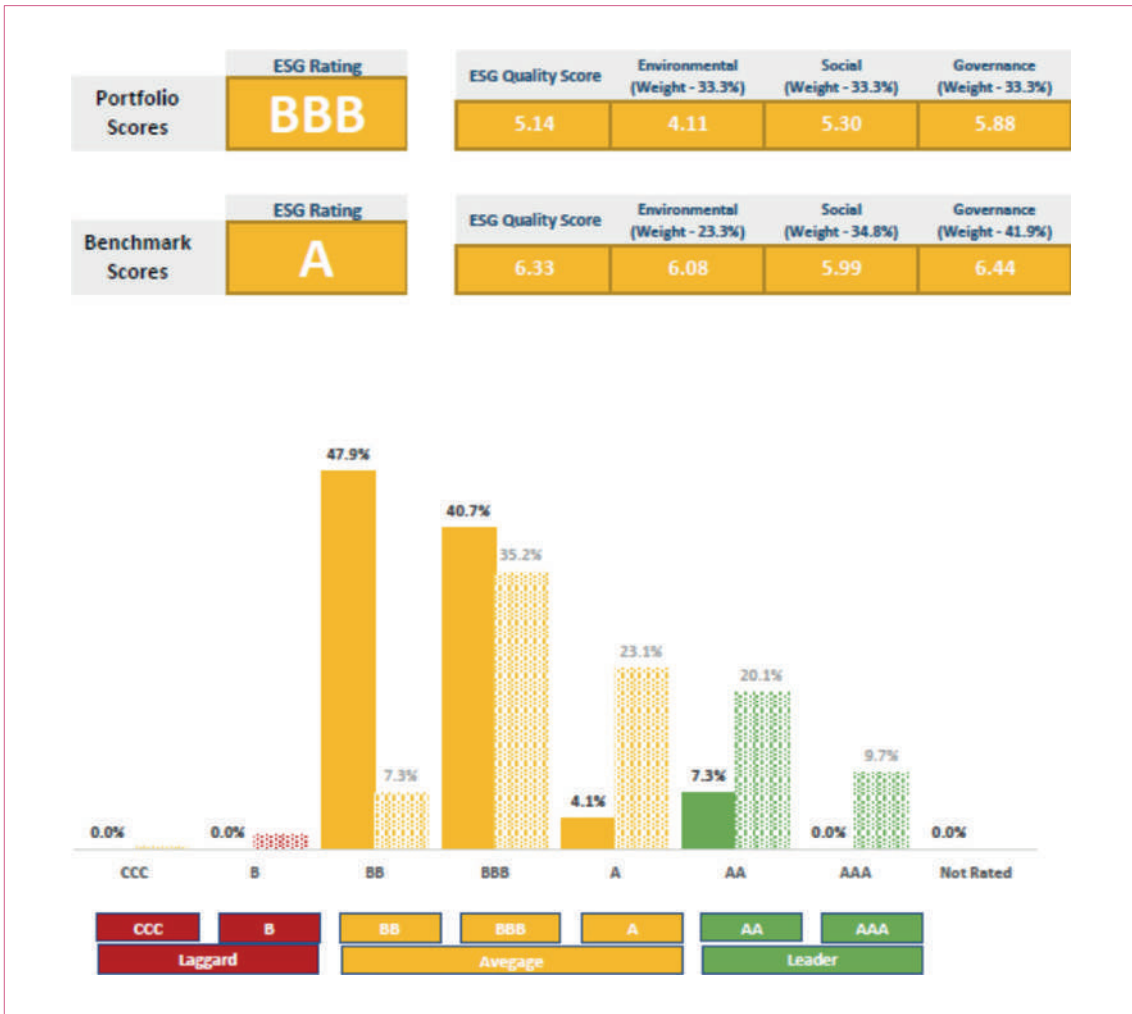 ESG Rating
ESG Quality Score
Environmental
(Weight - 33.3%)
Social
(Weight - 33.3%)
Governance
(Weight - 33.3%)
Portfolio
Scores
BBB
5.14
4.11
5.30
5.88
ESG Rating
ESG Quality Score
Environmental
(Weight - 23.3%)
Social
(Weight - 34.8%)
Governance
(Weight - 41.9%)
Benchmark
Scores
A
6.33
6.08
5.99
6.44
47.9%
40.7%
35.2%
23.1%
20.1%
7.3%
7.3%
9.7%
4.1%
0.0%
0.0%
0.0%
0.0%
CCC
B
BB
BBB
A
AA
AAA
Not Rated
CCC
B
BB
BBB
A
AA
AAA
Laggard
Avegage
Leader